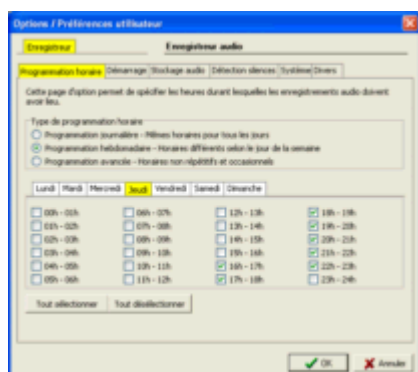 Options / Préférences utilisateur
Enregistreur
Enregistreur audio
Programmation horaire Démarrage Stockage audio Détection silences Système Divers
Cette page d'option permet de spécifier les heures durant lesquelles les enregistrements audio doivent
avoir lieu.
Type de programmation horaire
Programmation journalière - Mêmes horaires pour tous les jours
Programmation hebdomadaire - Horaires différents selon le jour de la semaine
Programmation avancée - Horaires non répétitifs et occasionnels
Lundi Mardi Mercredi Jeudi Vendredi Samedi Dimanche
00h - 01h 06h - 07h 12h - 13h 18h - 19h
01h - 02h 07h - 08h 13h - 14h 19h - 20h
02h - 03h 08h - 09h 14h - 15h 20h - 21h
03h - 04h 09h - 10h 15h - 16h 21h - 22h
04h - 05h 10h - 11h 16h - 17h 22h - 23h
05h - 06h 11h - 12h 17h - 18h 23h - 24h
Tout sélectionner Tout désélectionner
OK Annuler